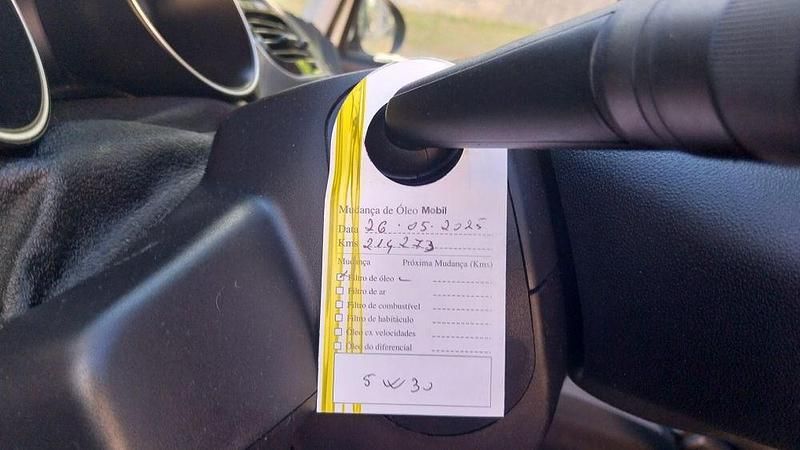 Mudança de Óleo Mobil
Data 26.05.2025
Kms 214273
Mudança Próxima Mudança (Kms)
Filtro de óleo
Filtro de ar
Filtro de combustível
Filtro de habitáculo
Óleo cx velocidades
Óleo do diferencial
5W30